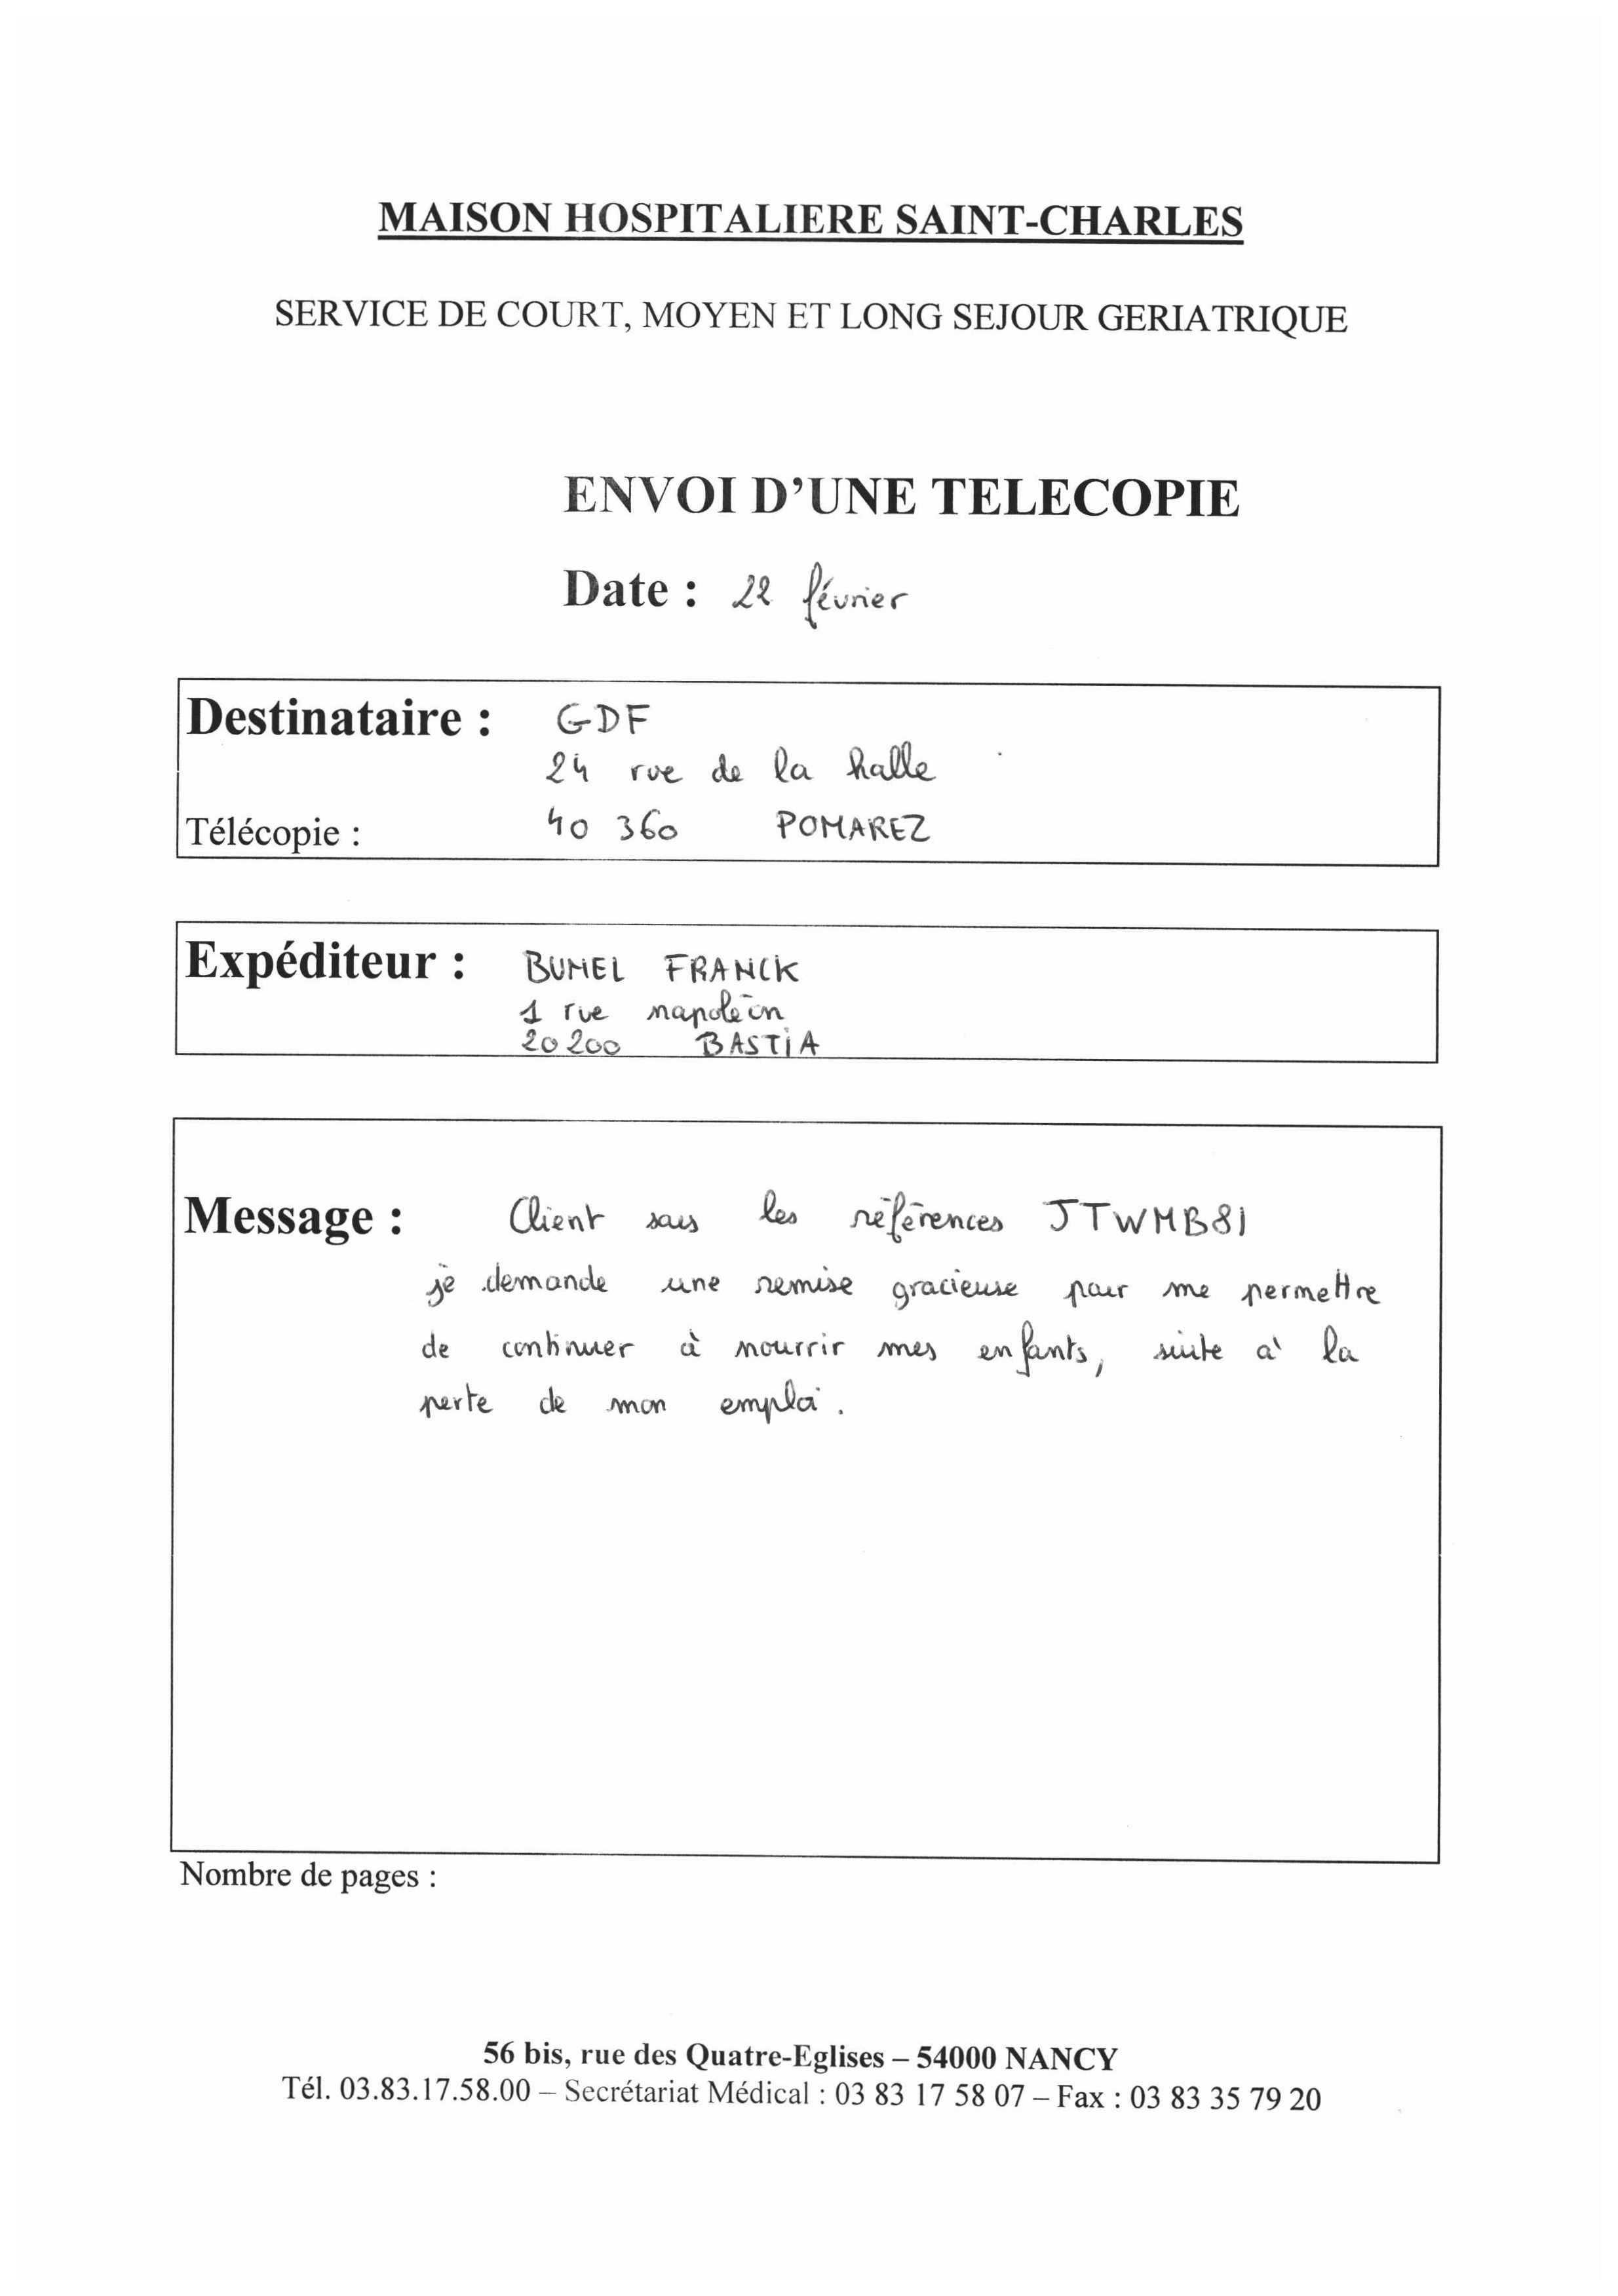 MAISON HOSPITALIERE SAINT-CHARLES
SERVICE DE COURT, MOYEN ET LONG SEJOUR GERIATRIQUE
ENVOI D'UNE TELECOPIE
Date : 22 février
Destinataire : GDF
24 rue de la halle
Télécopie : 40 360 POMAREZ
Expéditeur : BUMEL FRANCK
1 rue napoléon
20200 BASTIA
Message : Client sous les références JTWMB81
je demande une remise gracieuse pour me permettre
de continuer à nourrir mes enfants, suite à la
perte de mon emploi.
Nombre de pages :
56 bis, rue des Quatre-Eglises – 54000 NANCY
Tél. 03.83.17.58.00 – Secrétariat Médical : 03 83 17 58 07 – Fax : 03 83 35 79 20